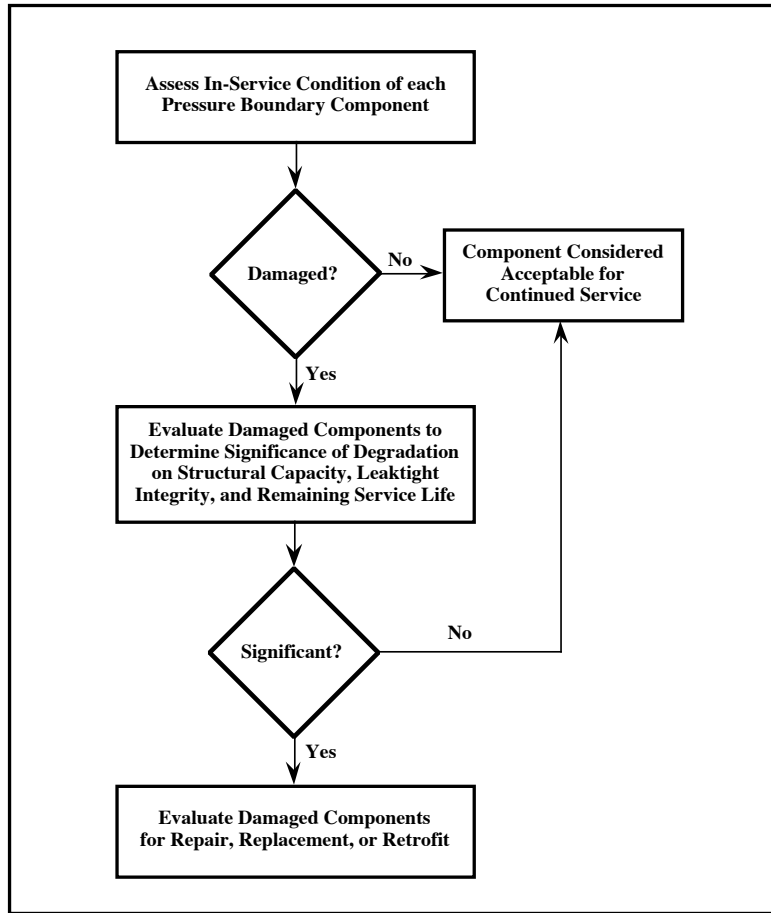 Assess In-Service Condition of each
Pressure Boundary Component
Damaged?
No
Component Considered
Acceptable for
Continued Service
Yes
Evaluate Damaged Components to
Determine Significance of Degradation
on Structural Capacity, Leaktight
Integrity, and Remaining Service Life
Significant?
No
Yes
Evaluate Damaged Components
for Repair, Replacement, or Retrofit